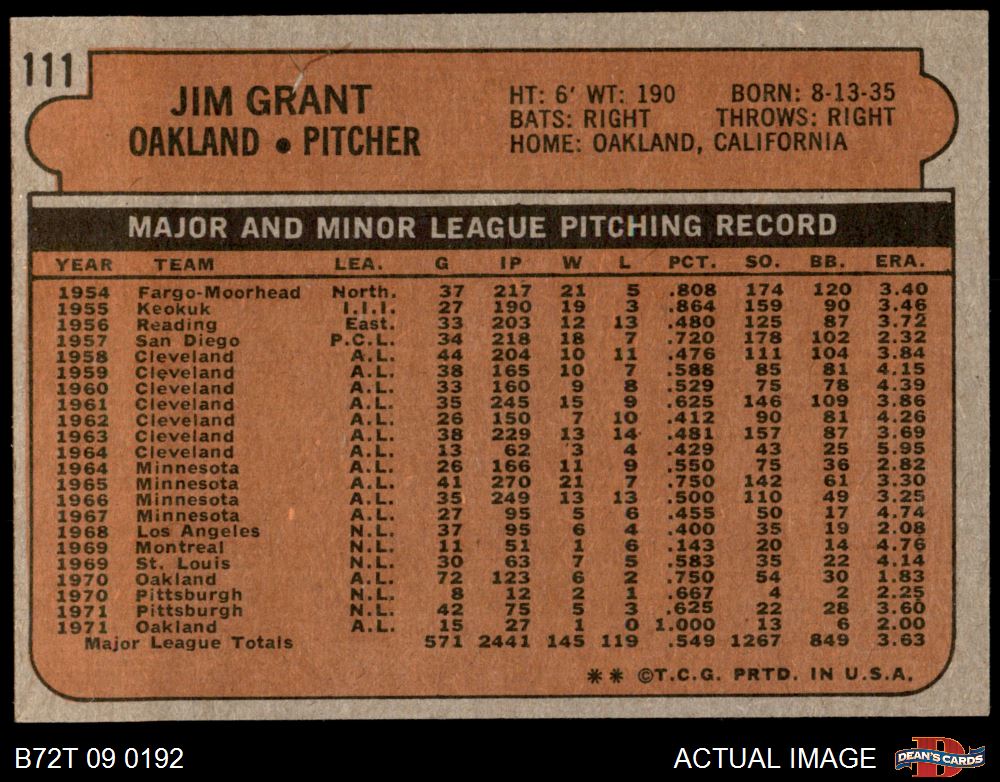 111
JIM GRANT
OAKLAND • PITCHER
HT: 6' WT: 190 BORN: 8-13-35
BATS: RIGHT THROWS: RIGHT
HOME: OAKLAND, CALIFORNIA
MAJOR AND MINOR LEAGUE PITCHING RECORD
YEAR TEAM LEA. G IP W L PCT. SO. BB. ERA.
1954 Fargo-Moorhead North. 37 217 21 5 .808 174 120 3.40
1955 Keokuk I.I.I. 27 190 19 3 .864 159 90 3.46
1956 Reading East. 33 203 12 13 .480 125 87 3.72
1957 San Diego P.C.L. 34 218 18 7 .720 178 102 2.32
1958 Cleveland A.L. 44 204 10 11 .476 111 104 3.84
1959 Cleveland A.L. 38 165 10 7 .588 85 81 4.15
1960 Cleveland A.L. 33 160 9 8 .529 75 78 4.39
1961 Cleveland A.L. 35 245 15 9 .625 146 109 3.86
1962 Cleveland A.L. 26 150 7 10 .412 90 81 4.26
1963 Cleveland A.L. 38 229 13 14 .481 157 87 3.69
1964 Cleveland A.L. 13 62 3 4 .429 43 25 5.95
1964 Minnesota A.L. 26 166 11 9 .550 75 36 2.82
1965 Minnesota A.L. 41 270 21 7 .750 142 61 3.30
1966 Minnesota A.L. 35 249 13 13 .500 110 49 3.25
1967 Minnesota A.L. 27 95 5 6 .455 50 17 4.74
1968 Los Angeles N.L. 37 95 6 4 .400 35 19 2.08
1969 Montreal N.L. 11 51 1 6 .143 20 14 4.76
1969 St. Louis N.L. 30 63 7 5 .583 35 22 4.14
1970 Oakland A.L. 72 123 6 2 .750 54 30 1.83
1970 Pittsburgh N.L. 8 12 2 1 .667 4 2 2.25
1971 Pittsburgh N.L. 42 75 5 3 .625 22 28 3.60
1971 Oakland A.L. 15 27 1 0 1.000 13 6 2.00
Major League Totals 571 2441 145 119 .549 1267 849 3.63
** ©T.C.G. PRTD. IN U.S.A.
B72T 09 0192 ACTUAL IMAGE
DEAN'S CARDS